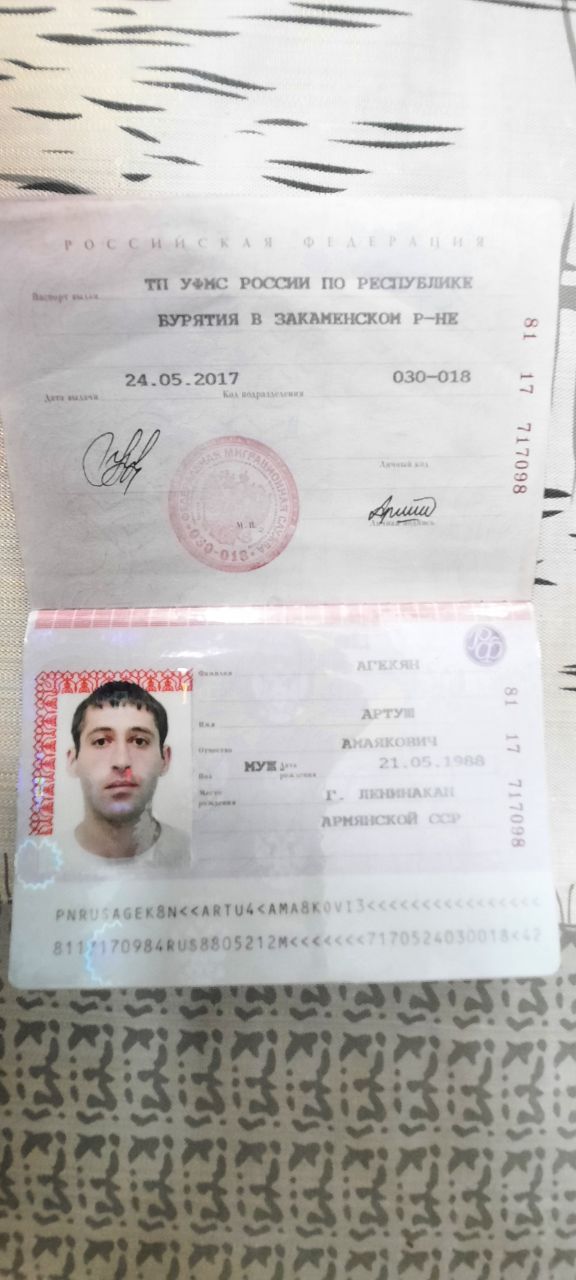 РОССИЙСКАЯ ФЕДЕРАЦИЯ
Паспорт выдан ТП УФМС РОССИИ ПО РЕСПУБЛИКЕ
БУРЯТИЯ В ЗАКАМЕНСКОМ Р-НЕ
Дата выдачи 24.05.2017 Код подразделения 030-018
81 17 717098
Личный код
ФЕДЕРАЛЬНАЯ МИГРАЦИОННАЯ СЛУЖБА
030-018
М. П.
Личная подпись
РФ
Фамилия АГЕКЯН
Имя АРТУШ
Отчество АМАЯКОВИЧ
Пол МУЖ Дата рождения 21.05.1988
Место рождения Г. ЛЕНИНАКАН
АРМЯНСКОЙ ССР
81 17 717098
PNRUSAGEK8N<<ARTU4<AMA8KOVI3<<<<<<<<<<<<<<<<
8117170984RUS8805212M<<<<<<<7170524030018<42